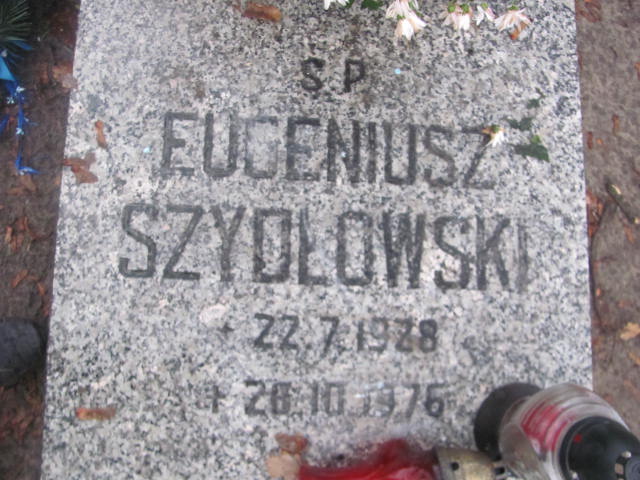 Ś.P.
EUGENIUSZ
SZYDŁOWSKI
* 22.7.1928
+ 28.10.1976